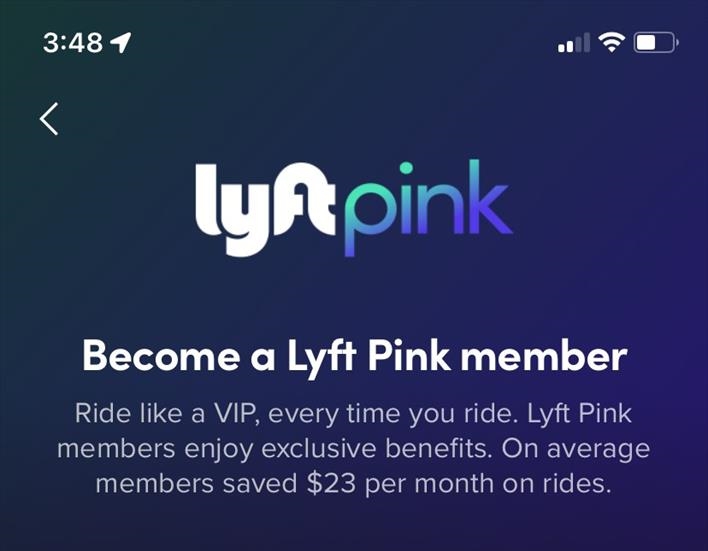 3:48
lyft pink
Become a Lyft Pink member
Ride like a VIP, every time you ride. Lyft Pink
members enjoy exclusive benefits. On average
members saved $23 per month on rides.